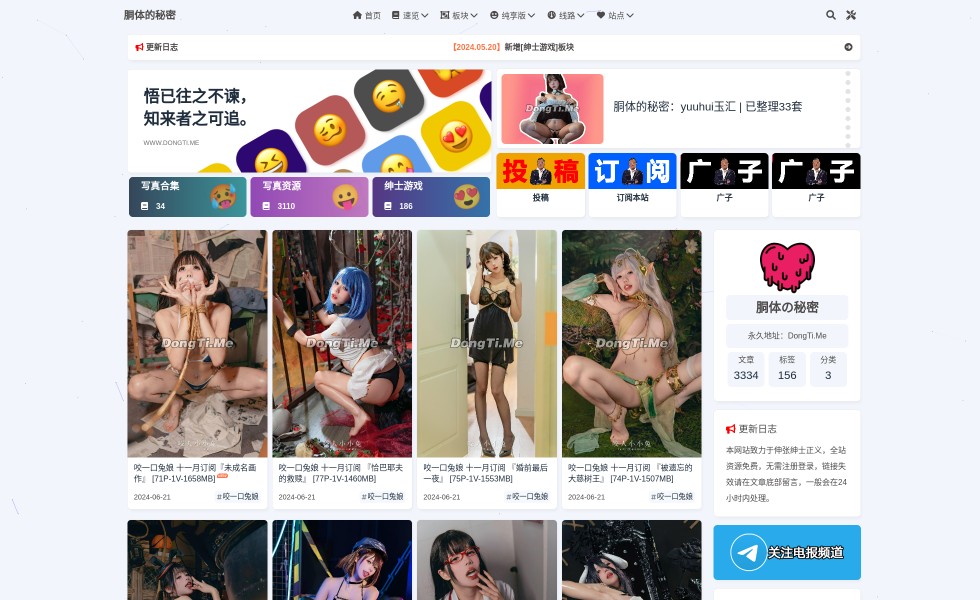 胴体的秘密
首页
速览
板块
纯享版
线路
站点
更新日志
【2024.05.20】新增[绅士游戏]板块
悟已往之不谏，
知来者之可追。
WWW.DONGTI.ME
DongTi.Me
胴体的秘密：yuuhui玉汇 | 已整理33套
写真合集
34
写真资源
3110
绅士游戏
186
投 稿
投稿
订 阅
订阅本站
广 子
广子
广 子
广子
DongTi.Me
咬一口兔娘 十一月订阅『未成名画
作』 [71P-1V-1658MB]
2024-06-21
#咬一口兔娘
DongTi.Me
咬一口兔娘 十一月订阅 『恰巴耶夫
的救赎』 [77P-1V-1460MB]
2024-06-21
#咬一口兔娘
DongTi.Me
咬一口兔娘 十一月订阅 『婚前最后
一夜』 [75P-1V-1553MB]
2024-06-21
#咬一口兔娘
DongTi.Me
咬一口兔娘 十一月订阅 『被遗忘的
大慈树王』 [74P-1V-1507MB]
2024-06-21
#咬一口兔娘
胴体の秘密
永久地址：DongTi.Me
文章
3334
标签
156
分类
3
更新日志
本网站致力于伸张绅士正义，全站
资源免费，无需注册登录，链接失
效请在文章底部留言，一般会在24
小时内处理。
关注电报频道